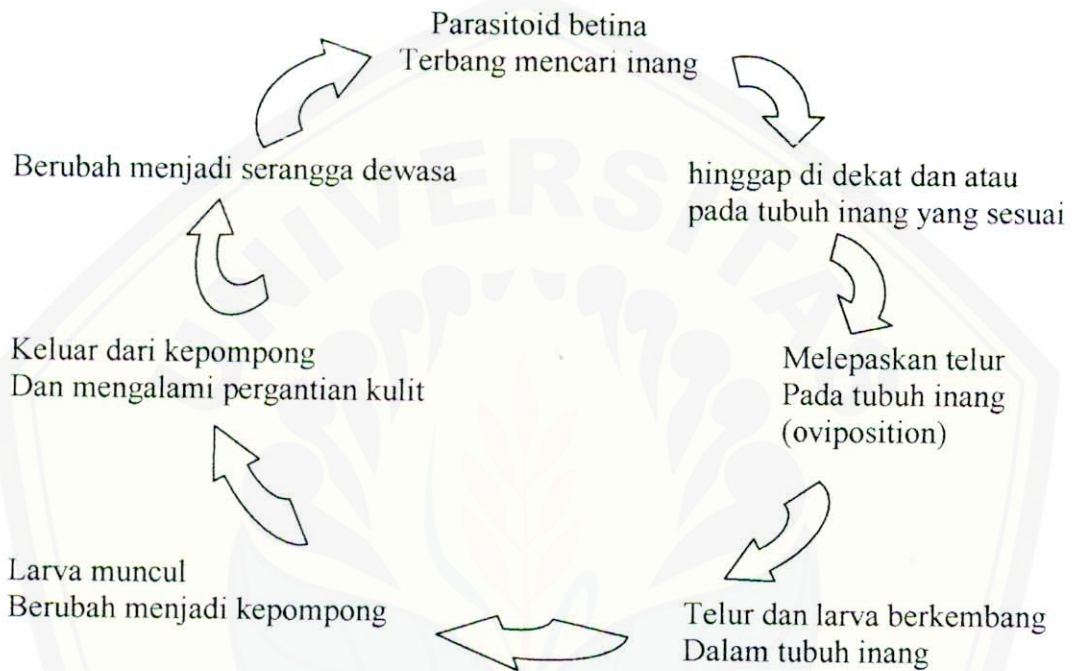 Parasitoid betina
Terbang mencari inang
hinggap di dekat dan atau
pada tubuh inang yang sesuai
Melepaskan telur
Pada tubuh inang
(oviposition)
Telur dan larva berkembang
Dalam tubuh inang
Larva muncul
Berubah menjadi kepompong
Keluar dari kepompong
Dan mengalami pergantian kulit
Berubah menjadi serangga dewasa
UNIVERSITAS